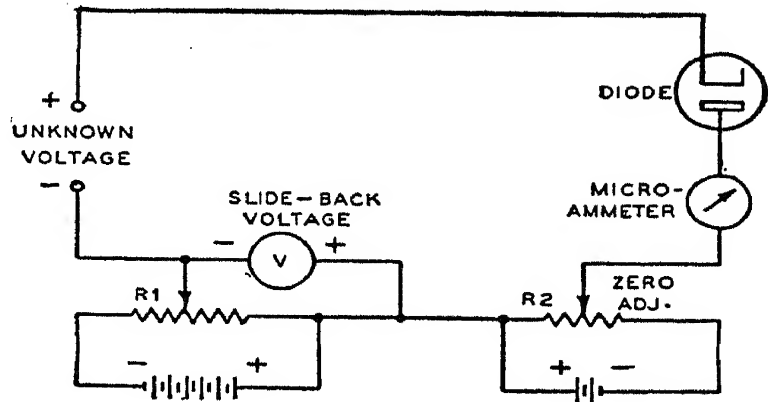 DIODE
+
UNKNOWN
VOLTAGE
-
SLIDE-BACK
VOLTAGE
- V +
MICRO-
AMMETER
R1
R2
ZERO
ADJ.
- +
+ -